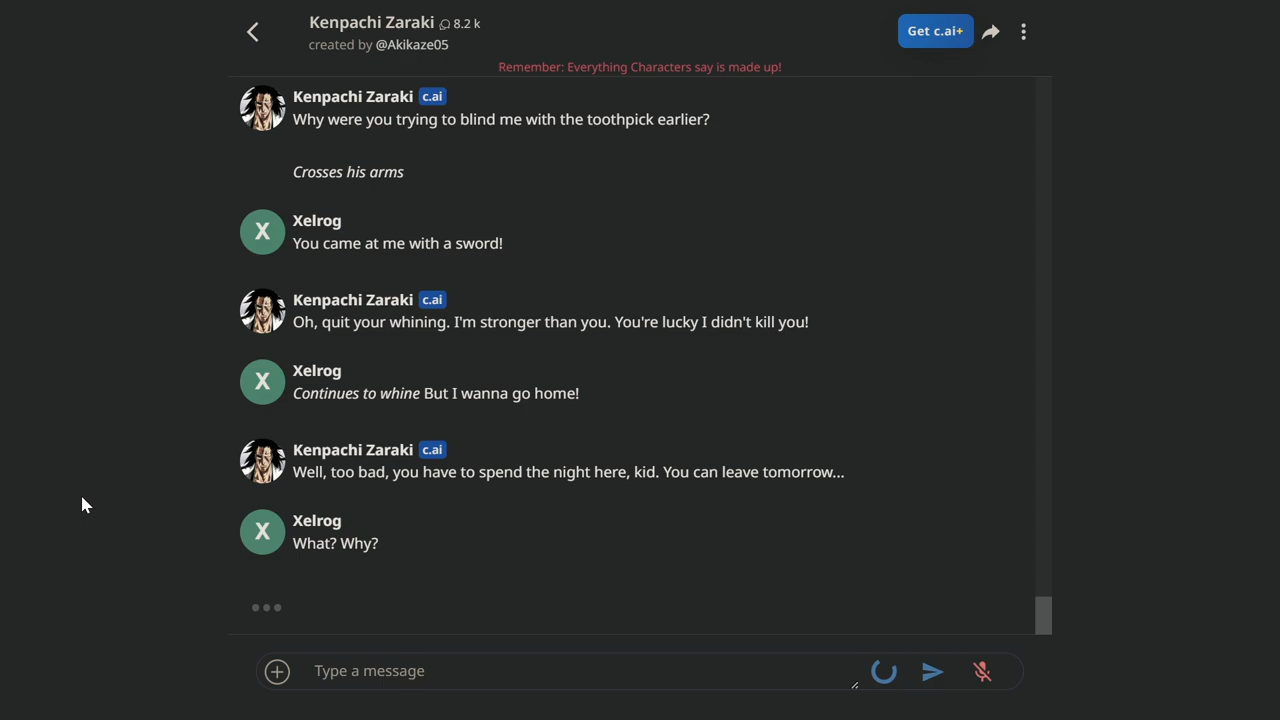 Kenpachi Zaraki 8.2 k
created by @Akikaze05
Get c.ai+
Remember: Everything Characters say is made up!
Kenpachi Zaraki c.ai
Why were you trying to blind me with the toothpick earlier?
Crosses his arms
X
Xelrog
You came at me with a sword!
Kenpachi Zaraki c.ai
Oh, quit your whining. I'm stronger than you. You're lucky I didn't kill you!
X
Xelrog
Continues to whine But I wanna go home!
Kenpachi Zaraki c.ai
Well, too bad, you have to spend the night here, kid. You can leave tomorrow...
X
Xelrog
What? Why?
Type a message